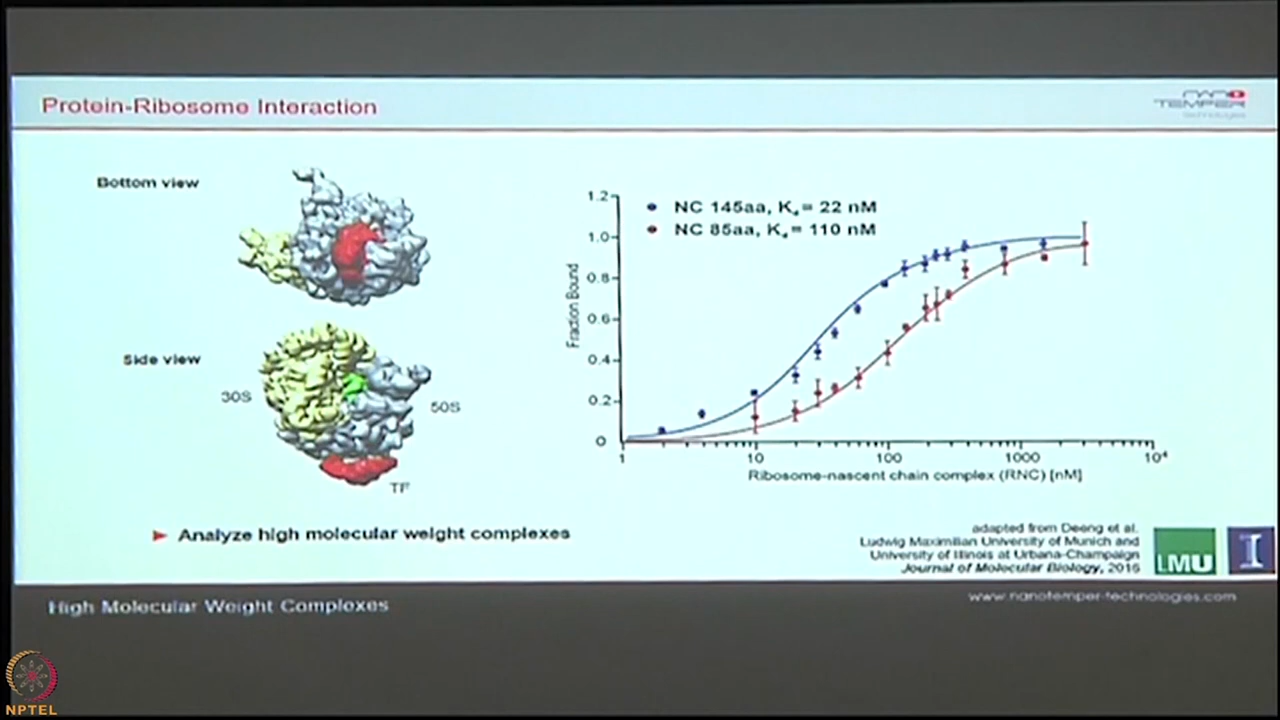 Protein-Ribosome Interaction
NANO
TEMPER
technologies
Bottom view
Side view
30S
50S
TF
1.2
1.0
0.8
0.6
0.4
0.2
0
Fraction Bound
NC 145aa, Kd = 22 nM
NC 85aa, Kd = 110 nM
1
10
100
1000
10⁴
Ribosome-nascent chain complex (RNC) [nM]
► Analyze high molecular weight complexes
adapted from Deeng et al.
Ludwig Maximilian University of Munich and
University of Illinois at Urbana-Champaign
Journal of Molecular Biology, 2016
LMU
I
High Molecular Weight Complexes
www.nanotemper-technologies.com
NPTEL